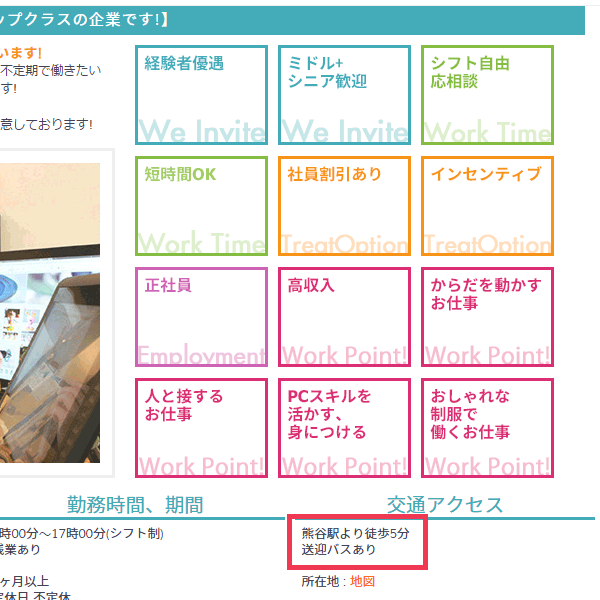 ップクラスの企業です!】
います!
不定期で働きたい
す!
意しております!
経験者優遇
We Invite
ミドル+
シニア歓迎
We Invite
シフト自由
応相談
Work Time
短時間OK
Work Time
社員割引あり
TreatOption
インセンティブ
TreatOption
正社員
Employment
高収入
Work Point!
からだを動かす
お仕事
Work Point!
人と接する
お仕事
Work Point!
PCスキルを
活かす、
身につける
Work Point!
おしゃれな
制服で
働くお仕事
Work Point!
勤務時間、期間
時00分～17時00分(シフト制)
残業あり
ヶ月以上
定休日 不定休
交通アクセス
熊谷駅より徒歩5分
送迎バスあり
所在地 : 地図